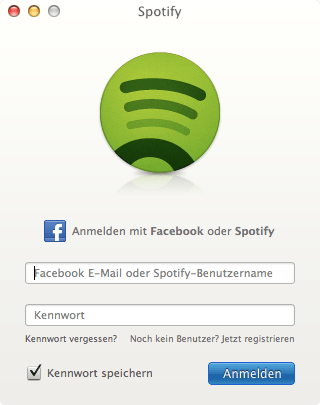 Spotify
Anmelden mit Facebook oder Spotify
Facebook E-Mail oder Spotify-Benutzername
Kennwort
Kennwort vergessen? Noch kein Benutzer? Jetzt registrieren
Kennwort speichern Anmelden